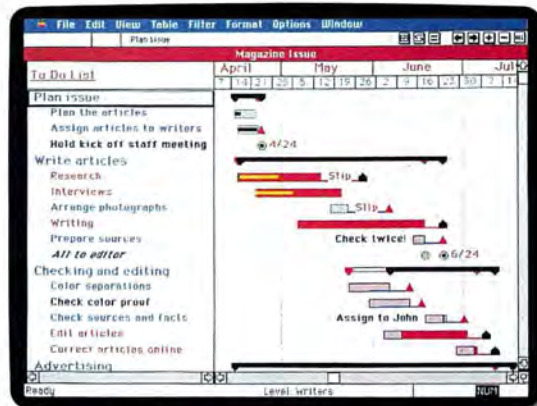 File Edit View Table Filter Format Options Window
Plan issue
Magazine Issue
To Do List
April May June Jul
7 14 21 28 5 12 19 26 2 9 16 23 30 7 14
Plan issue
Plan the articles
Assign articles to writers
Hold kick off staff meeting 4/24
Write articles
Research Slip
Interviews
Arrange photographs Slip
Writing
Prepare sources Check twice!
All to editor 6/24
Checking and editing
Color separations
Check color proof
Check sources and facts Assign to John
Edit articles
Correct articles online
Advertising
Ready Level: Writers NUM